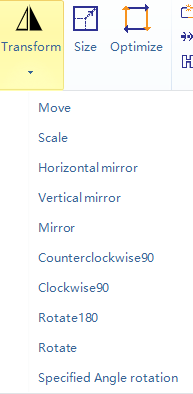 Transform Size Optimize
Move
Scale
Horizontal mirror
Vertical mirror
Mirror
Counterclockwise90
Clockwise90
Rotate180
Rotate
Specified Angle rotation